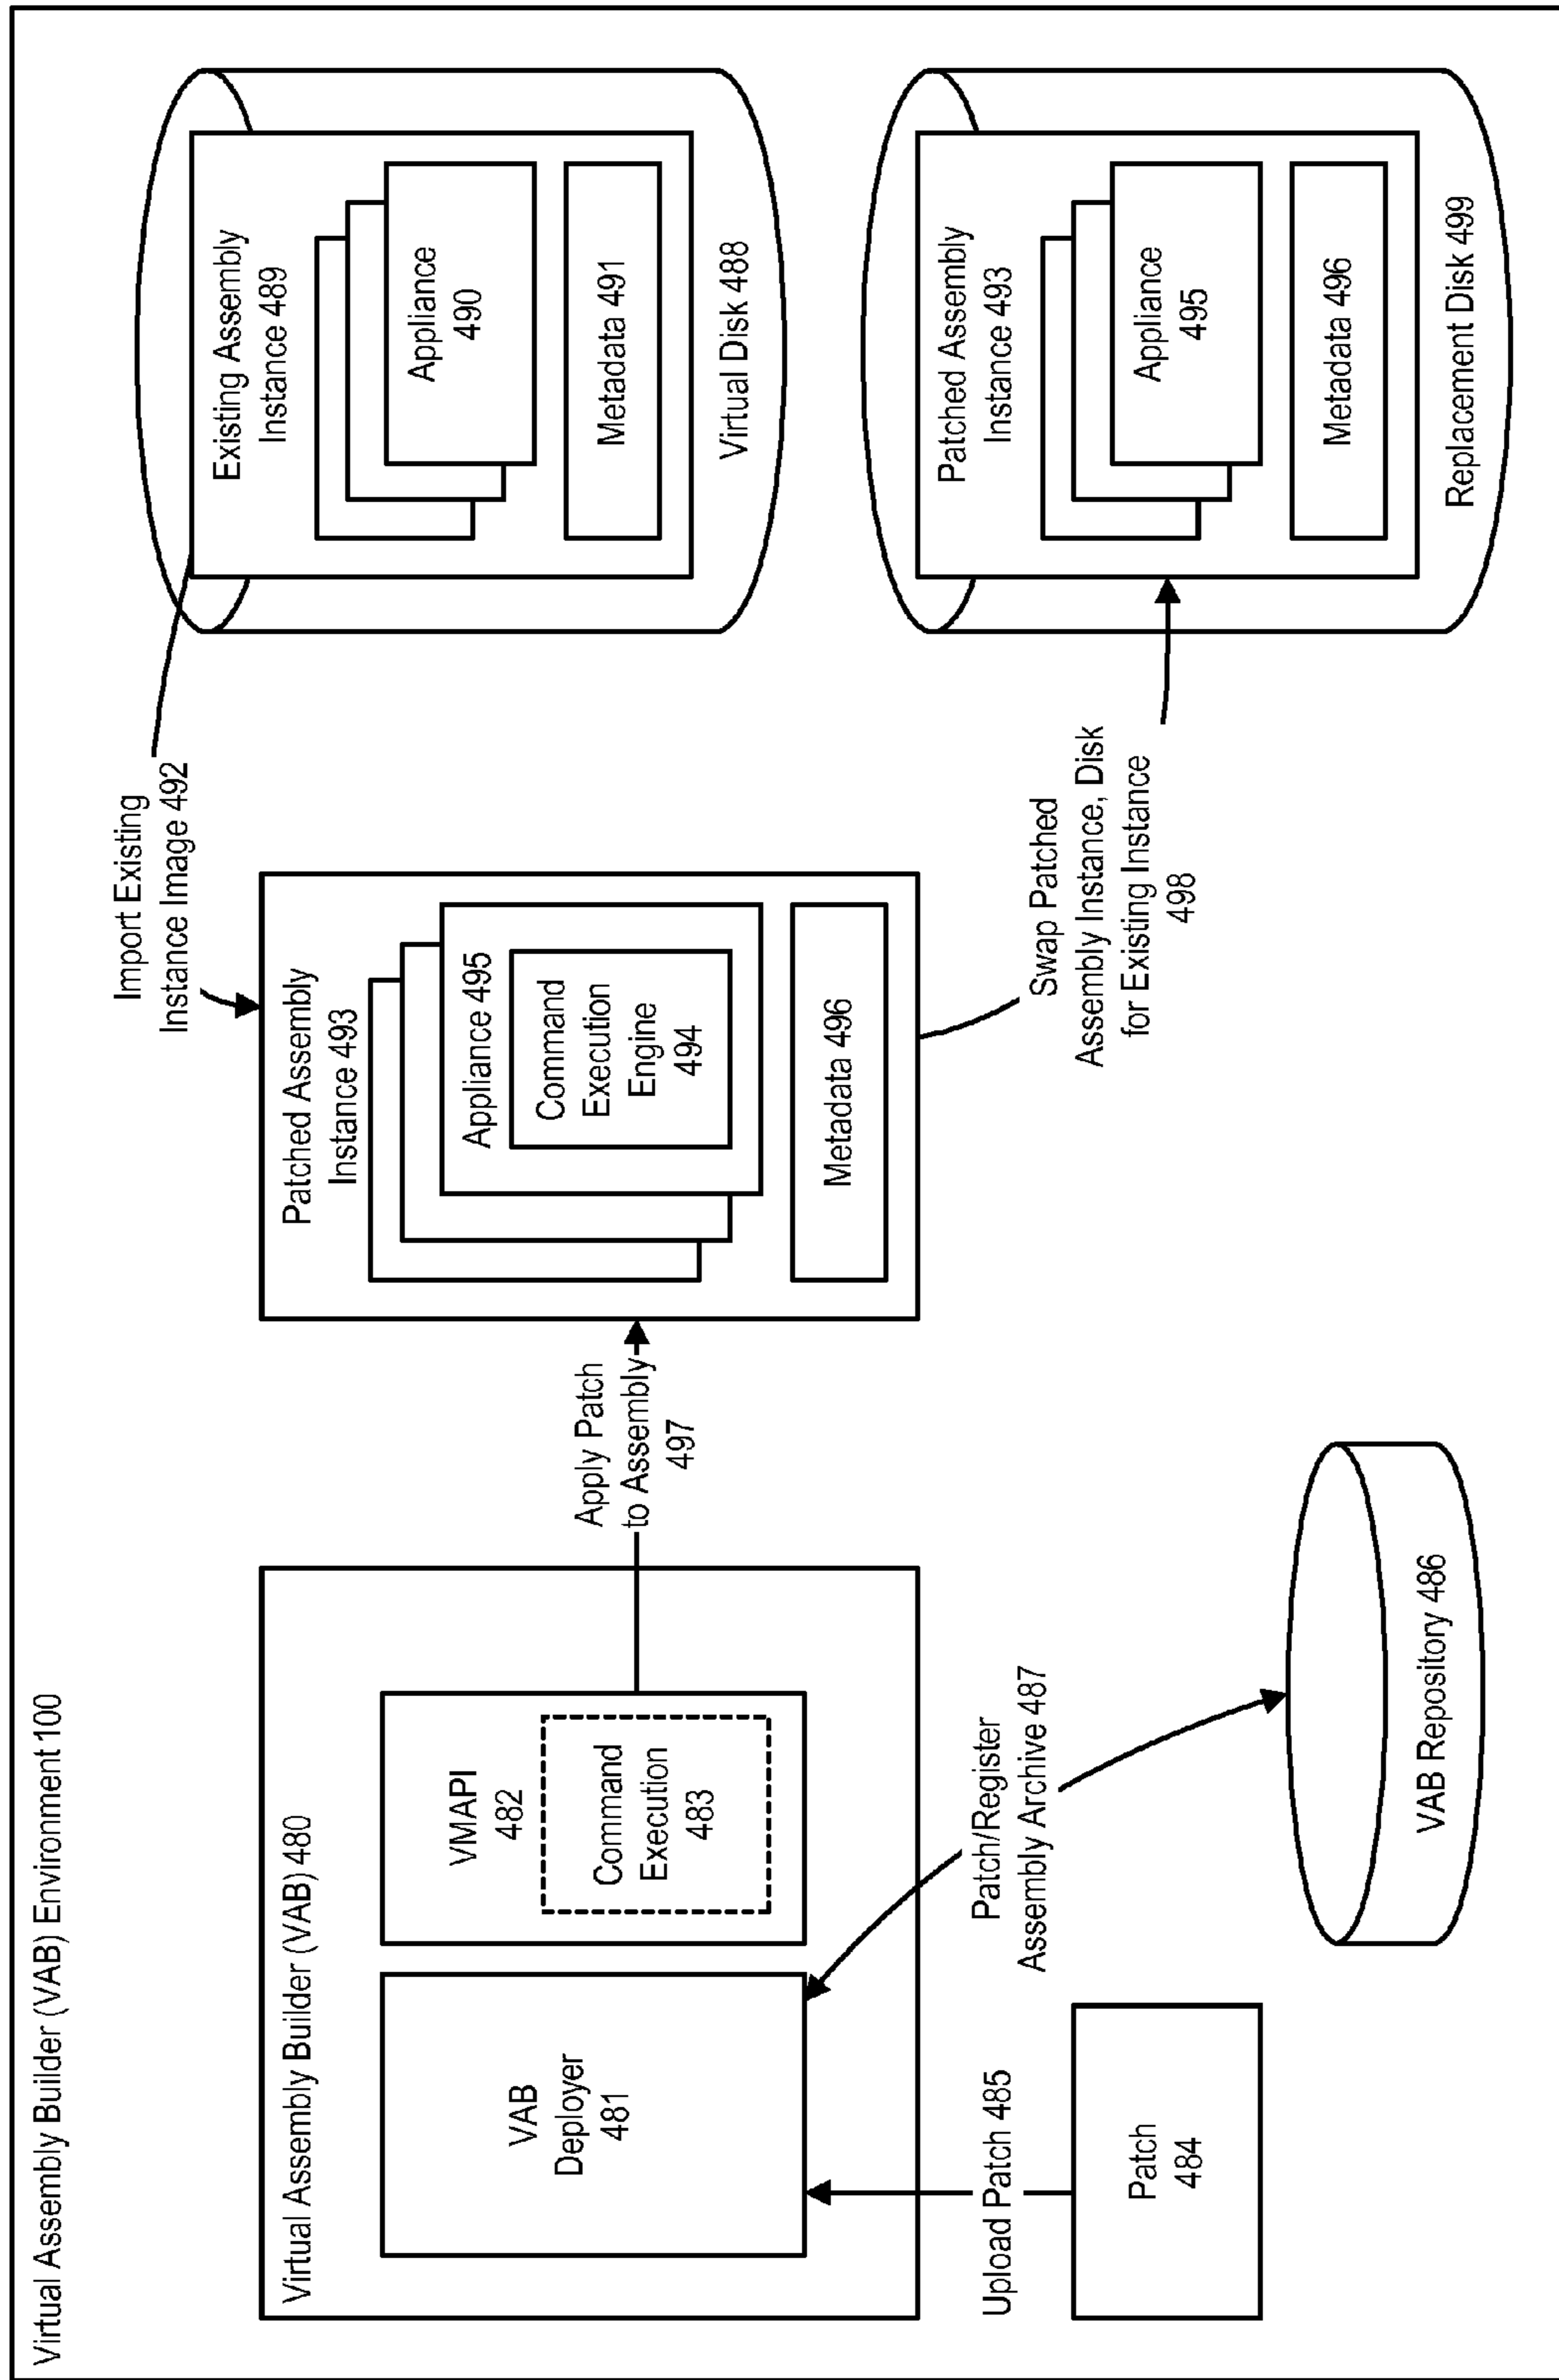 Virtual Assembly Builder (VAB) Environment 100
Virtual Assembly Builder (VAB) 480
VAB
Deployer
481
VMAPI
482
Command
Execution
483
Upload Patch 485
Patch
484
Patch/Register
Assembly Archive 487
VAB Repository 486
Apply Patch
to Assembly
497
Import Existing
Instance Image 492
Patched Assembly
Instance 493
Appliance 495
Command
Execution
Engine
494
Metadata 496
Swap Patched
Assembly Instance, Disk
for Existing Instance
498
Existing Assembly
Instance 489
Appliance
490
Metadata 491
Virtual Disk 488
Patched Assembly
Instance 493
Appliance
495
Metadata 496
Replacement Disk 499